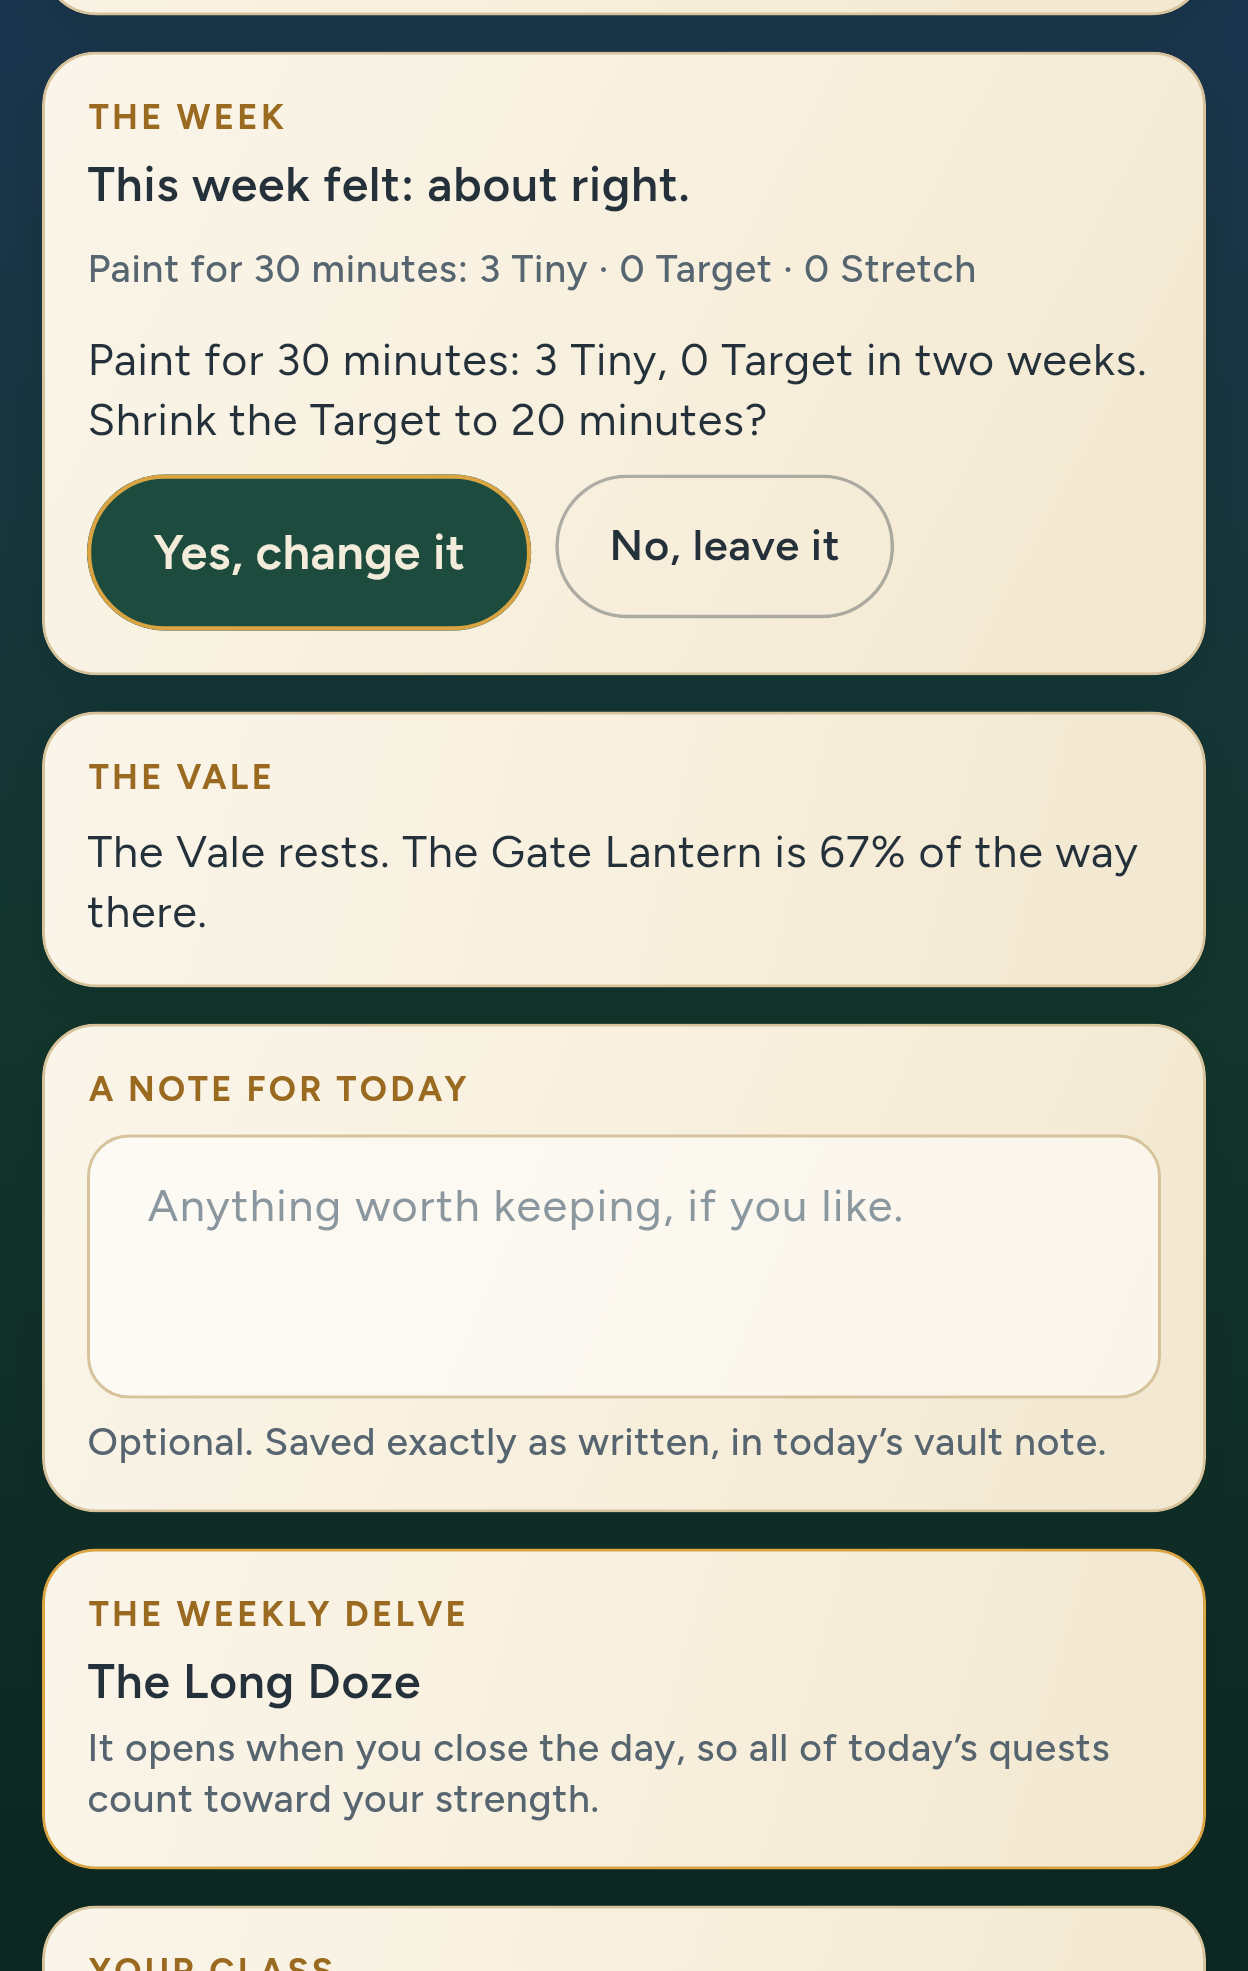 THE WEEK
This week felt: about right.
Paint for 30 minutes: 3 Tiny · 0 Target · 0 Stretch
Paint for 30 minutes: 3 Tiny, 0 Target in two weeks.
Shrink the Target to 20 minutes?
Yes, change it
No, leave it
THE VALE
The Vale rests. The Gate Lantern is 67% of the way
there.
A NOTE FOR TODAY
Anything worth keeping, if you like.
Optional. Saved exactly as written, in today’s vault note.
THE WEEKLY DELVE
The Long Doze
It opens when you close the day, so all of today’s quests
count toward your strength.
YOUR CLASS